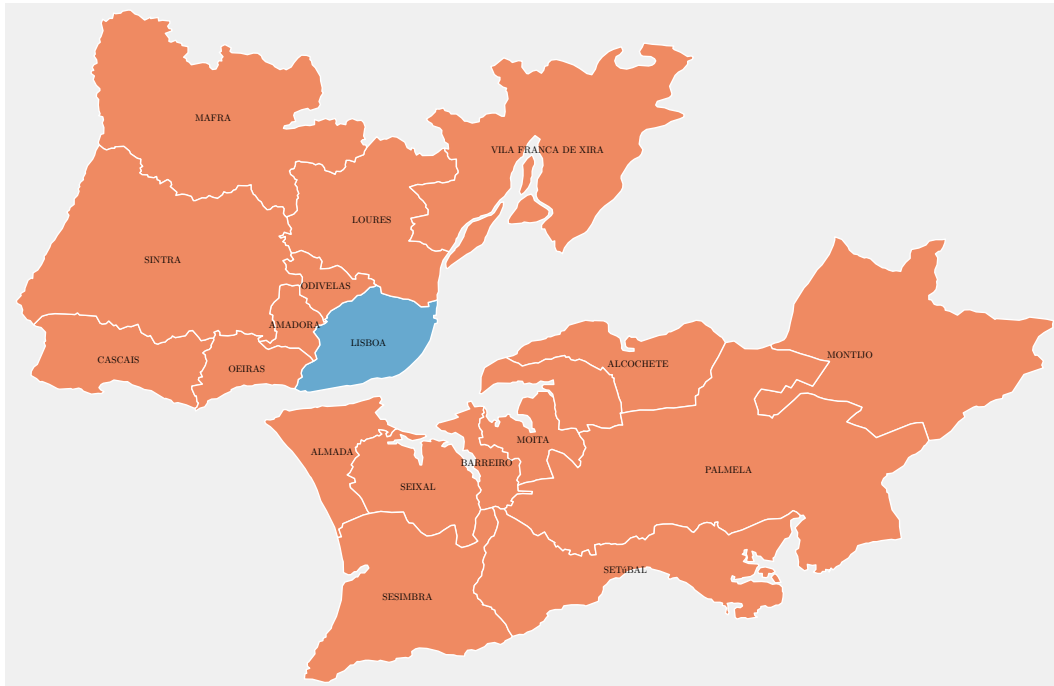 MAFRA
VILA FRANCA DE XIRA
LOURES
SINTRA
ODIVELAS
AMADORA
LISBOA
CASCAIS
OEIRAS
ALCOCHETE
MONTIJO
MOITA
ALMADA
BARREIRO
PALMELA
SEIXAL
SETúBAL
SESIMBRA